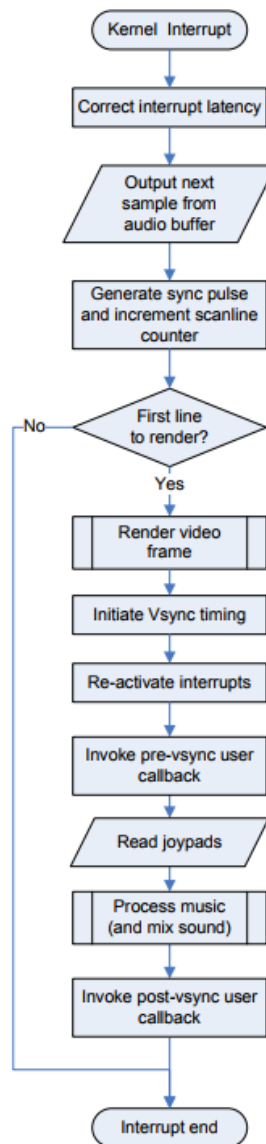 Kernel Interrupt
Correct interrupt latency
Output next
sample from
audio buffer
Generate sync pulse
and increment scanline
counter
First line
to render?
No
Yes
Render video
frame
Initiate Vsync timing
Re-activate interrupts
Invoke pre-vsync user
callback
Read joypads
Process music
(and mix sound)
Invoke post-vsync user
callback
Interrupt end